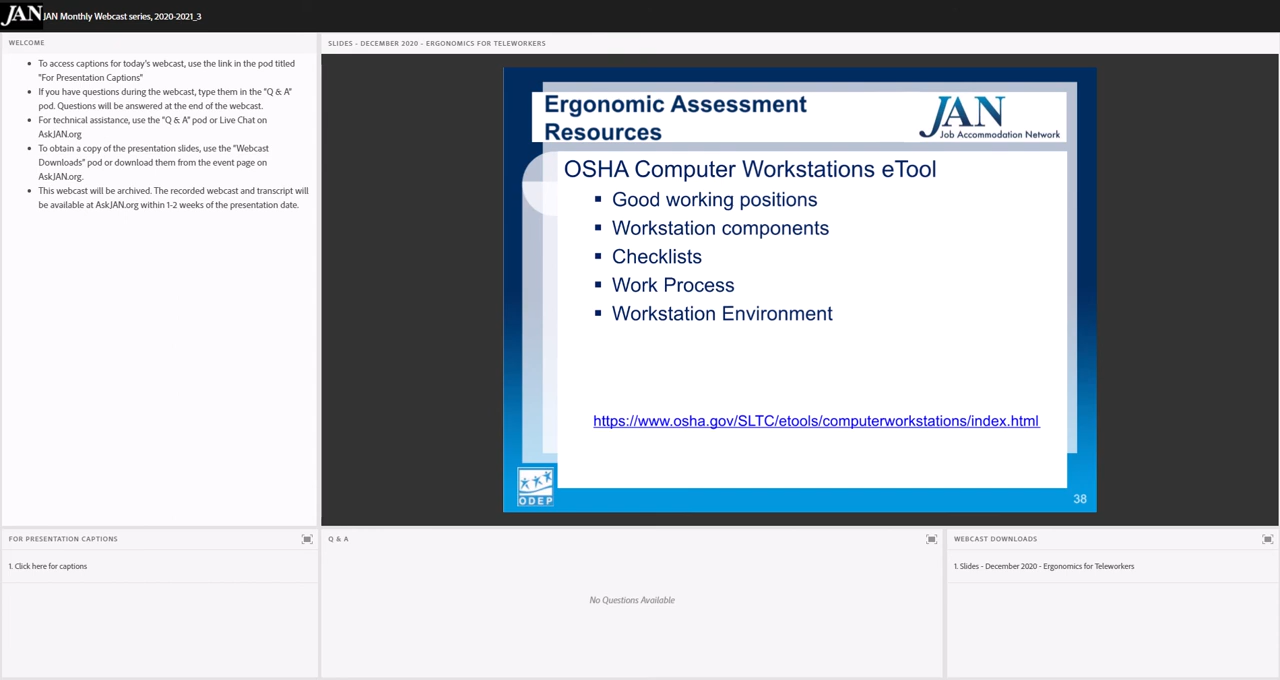 JAN JAN Monthly Webcast series, 2020-2021_3
WELCOME
To access captions for today's webcast, use the link in the pod titled
"For Presentation Captions"
If you have questions during the webcast, type them in the "Q & A"
pod. Questions will be answered at the end of the webcast.
For technical assistance, use the "Q & A" pod or Live Chat on
AskJAN.org
To obtain a copy of the presentation slides, use the "Webcast
Downloads" pod or download them from the event page on
AskJAN.org.
This webcast will be archived. The recorded webcast and transcript will
be available at AskJAN.org within 1-2 weeks of the presentation date.
SLIDES - DECEMBER 2020 - ERGONOMICS FOR TELEWORKERS
Ergonomic Assessment
Resources
JAN
Job Accommodation Network
OSHA Computer Workstations eTool
Good working positions
Workstation components
Checklists
Work Process
Workstation Environment
https://www.osha.gov/SLTC/etools/computerworkstations/index.html
ODEP
38
FOR PRESENTATION CAPTIONS
1. Click here for captions
Q & A
No Questions Available
WEBCAST DOWNLOADS
1. Slides - December 2020 - Ergonomics for Teleworkers